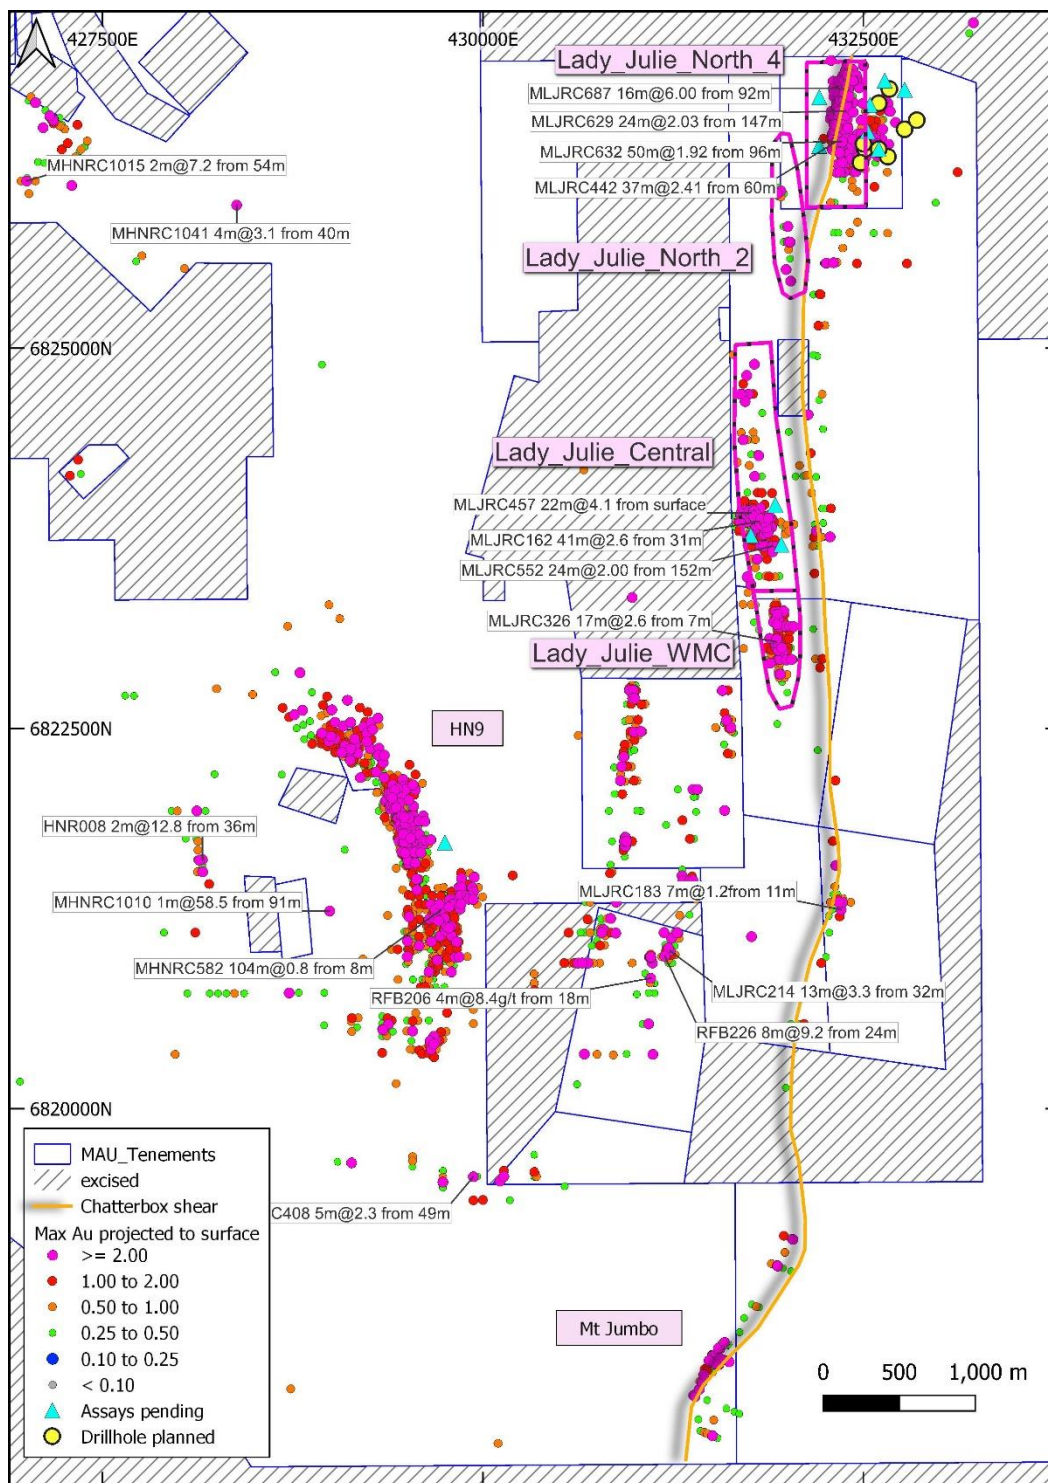 427500E
430000E
432500E
Lady_Julie_North_4
MLJRC687 16m@6.00 from 92m
MLJRC629 24m@2.03 from 147m
MLJRC632 50m@1.92 from 96m
MHNRC1015 2m@7.2 from 54m
MLJRC442 37m@2.41 from 60m
MHNRC1041 4m@3.1 from 40m
Lady_Julie_North_2
6825000N
Lady_Julie_Central
MLJRC457 22m@4.1 from surface
MLJRC162 41m@2.6 from 31m
MLJRC552 24m@2.00 from 152m
MLJRC326 17m@2.6 from 7m
Lady_Julie_WMC
6822500N
HN9
HNR008 2m@12.8 from 36m
MLJRC183 7m@1.2from 11m
MHNRC1010 1m@58.5 from 91m
MHNRC582 104m@0.8 from 8m
RFB206 4m@8.4g/t from 18m
MLJRC214 13m@3.3 from 32m
RFB226 8m@9.2 from 24m
6820000N
C408 5m@2.3 from 49m
Mt Jumbo
MAU_Tenements
excised
Chatterbox shear
Max Au projected to surface
>= 2.00
1.00 to 2.00
0.50 to 1.00
0.25 to 0.50
0.10 to 0.25
< 0.10
Assays pending
Drillhole planned
0 500 1,000 m